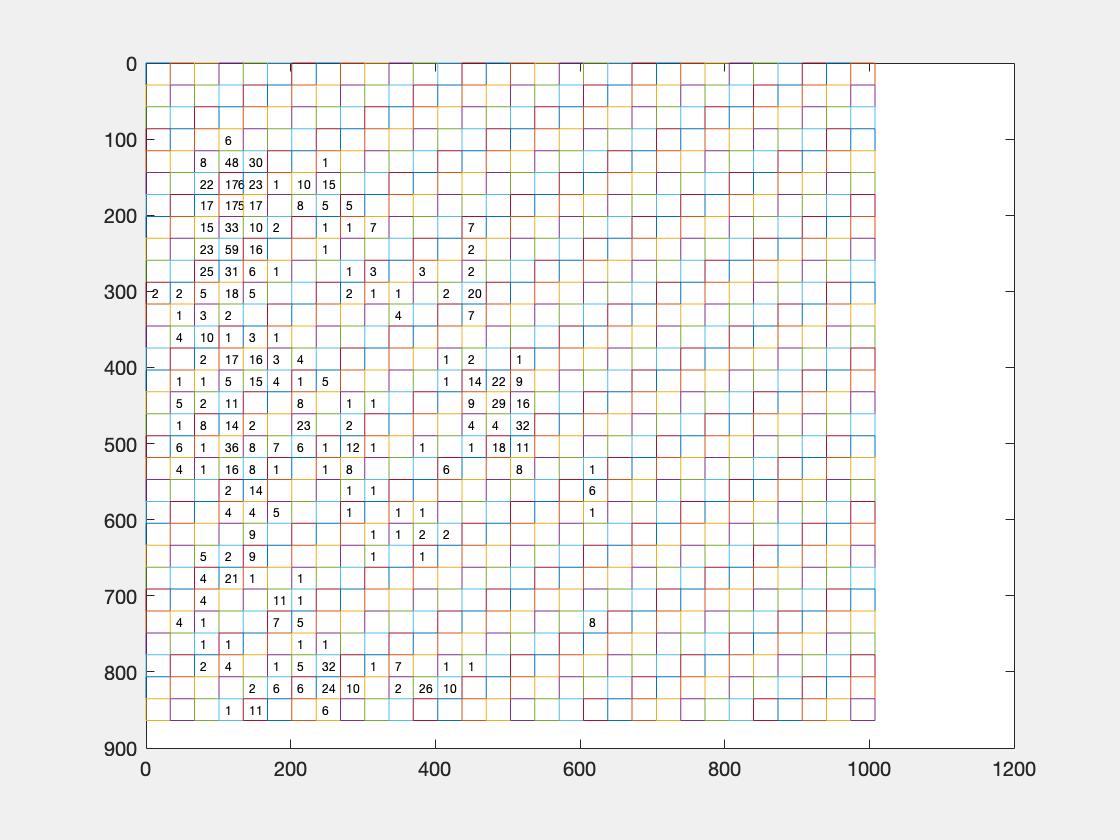 0
6
100
8 48 30 1
22 176 23 1 10 15
17 175 17 8 5 5
200
15 33 10 2 1 1 7 7
23 59 16 1 2
25 31 6 1 1 3 3 2
300 2 2 5 18 5 2 1 1 2 20
1 3 2 4 7
4 10 1 3 1
2 17 16 3 4 1 2 1
400
1 1 5 15 4 1 5 1 14 22 9
5 2 11 8 1 1 9 29 16
1 8 14 2 23 2 4 4 32
500 6 1 36 8 7 6 1 12 1 1 1 18 11
4 1 16 8 1 1 8 6 8 1
2 14 1 1 6
4 4 5 1 1 1 1
600
9 1 1 2 2
5 2 9 1 1
4 21 1 1
700 4 11 1
4 1 7 5 8
1 1 1 1
2 4 1 5 32 1 7 1 1
800
2 6 6 24 10 2 26 10
1 11 6
900
0 200 400 600 800 1000 1200